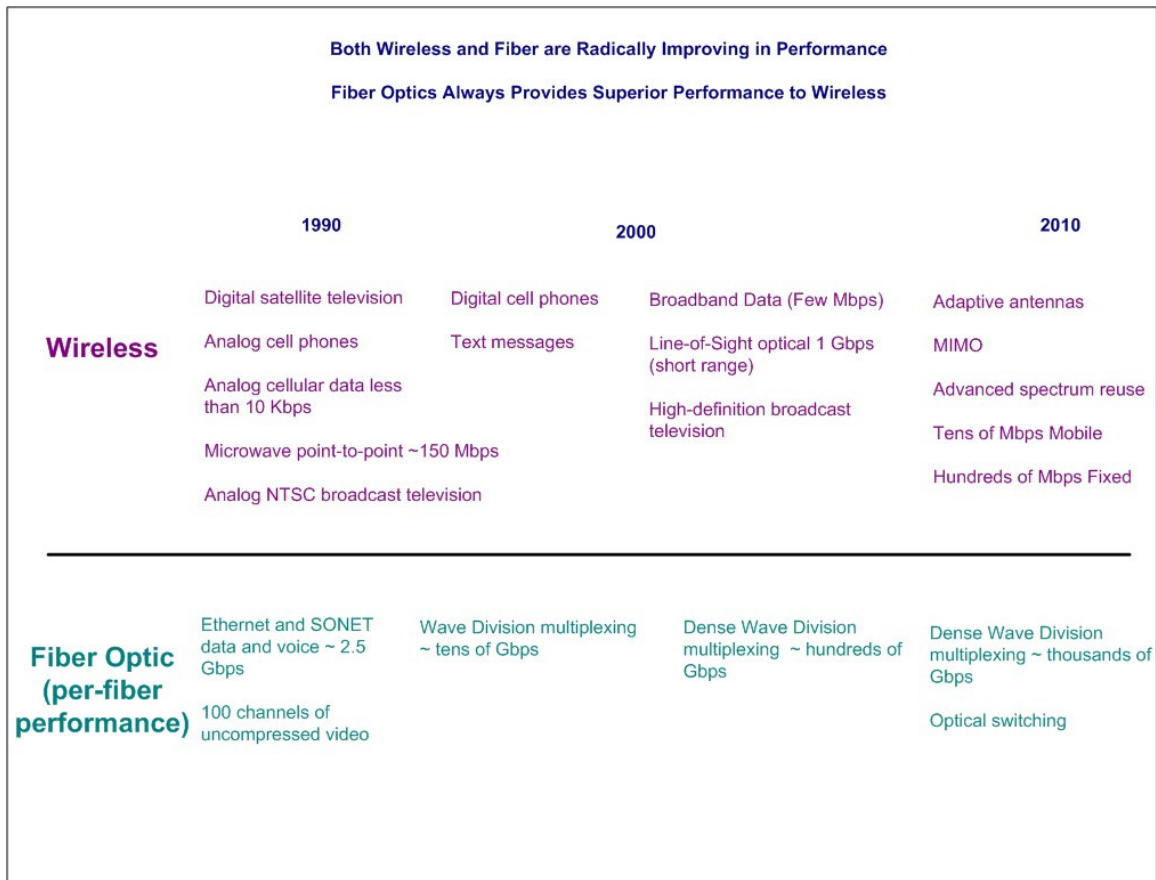 Both Wireless and Fiber are Radically Improving in Performance
Fiber Optics Always Provides Superior Performance to Wireless
1990
2000
2010
Wireless
Digital satellite television
Analog cell phones
Analog cellular data less
than 10 Kbps
Microwave point-to-point ~150 Mbps
Analog NTSC broadcast television
Digital cell phones
Text messages
Broadband Data (Few Mbps)
Line-of-Sight optical 1 Gbps
(short range)
High-definition broadcast
television
Adaptive antennas
MIMO
Advanced spectrum reuse
Tens of Mbps Mobile
Hundreds of Mbps Fixed
Fiber Optic
(per-fiber
performance)
Ethernet and SONET
data and voice ~ 2.5
Gbps
100 channels of
uncompressed video
Wave Division multiplexing
~ tens of Gbps
Dense Wave Division
multiplexing ~ hundreds of
Gbps
Dense Wave Division
multiplexing ~ thousands of
Gbps
Optical switching